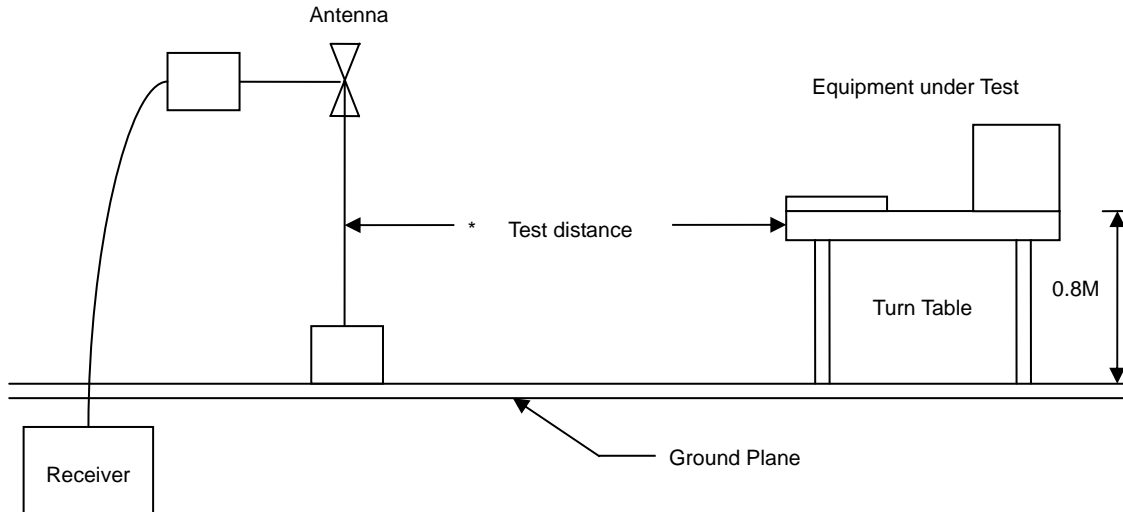 Antenna
Equipment under Test
* Test distance
0.8M
Turn Table
Ground Plane
Receiver